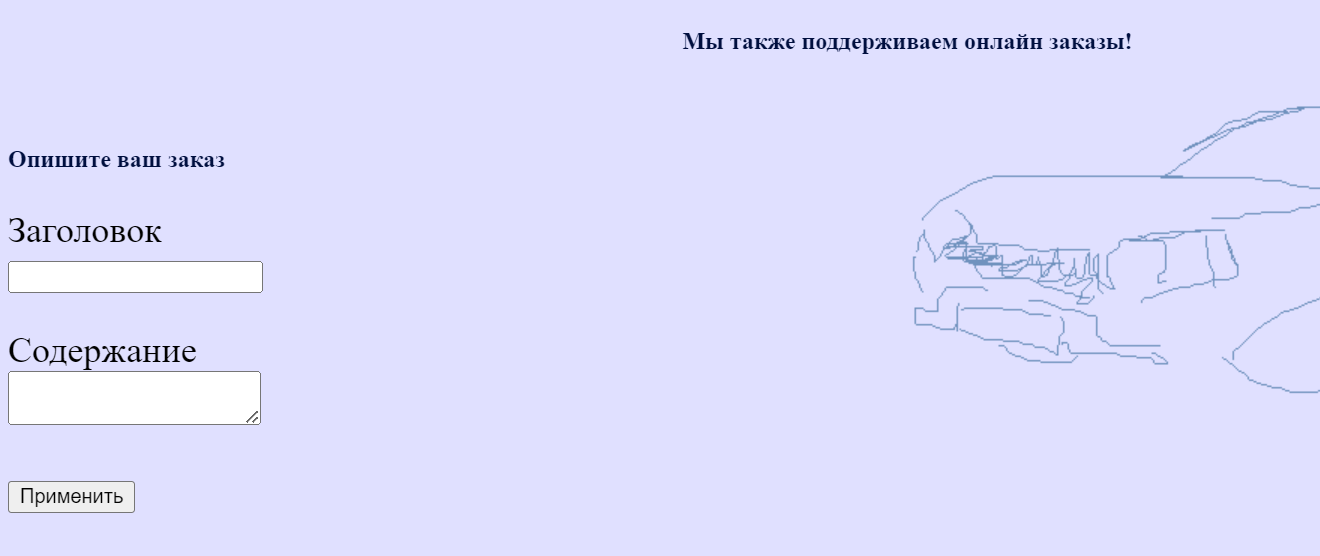 Мы также поддерживаем онлайн заказы!
Опишите ваш заказ
Заголовок
Содержание
Применить